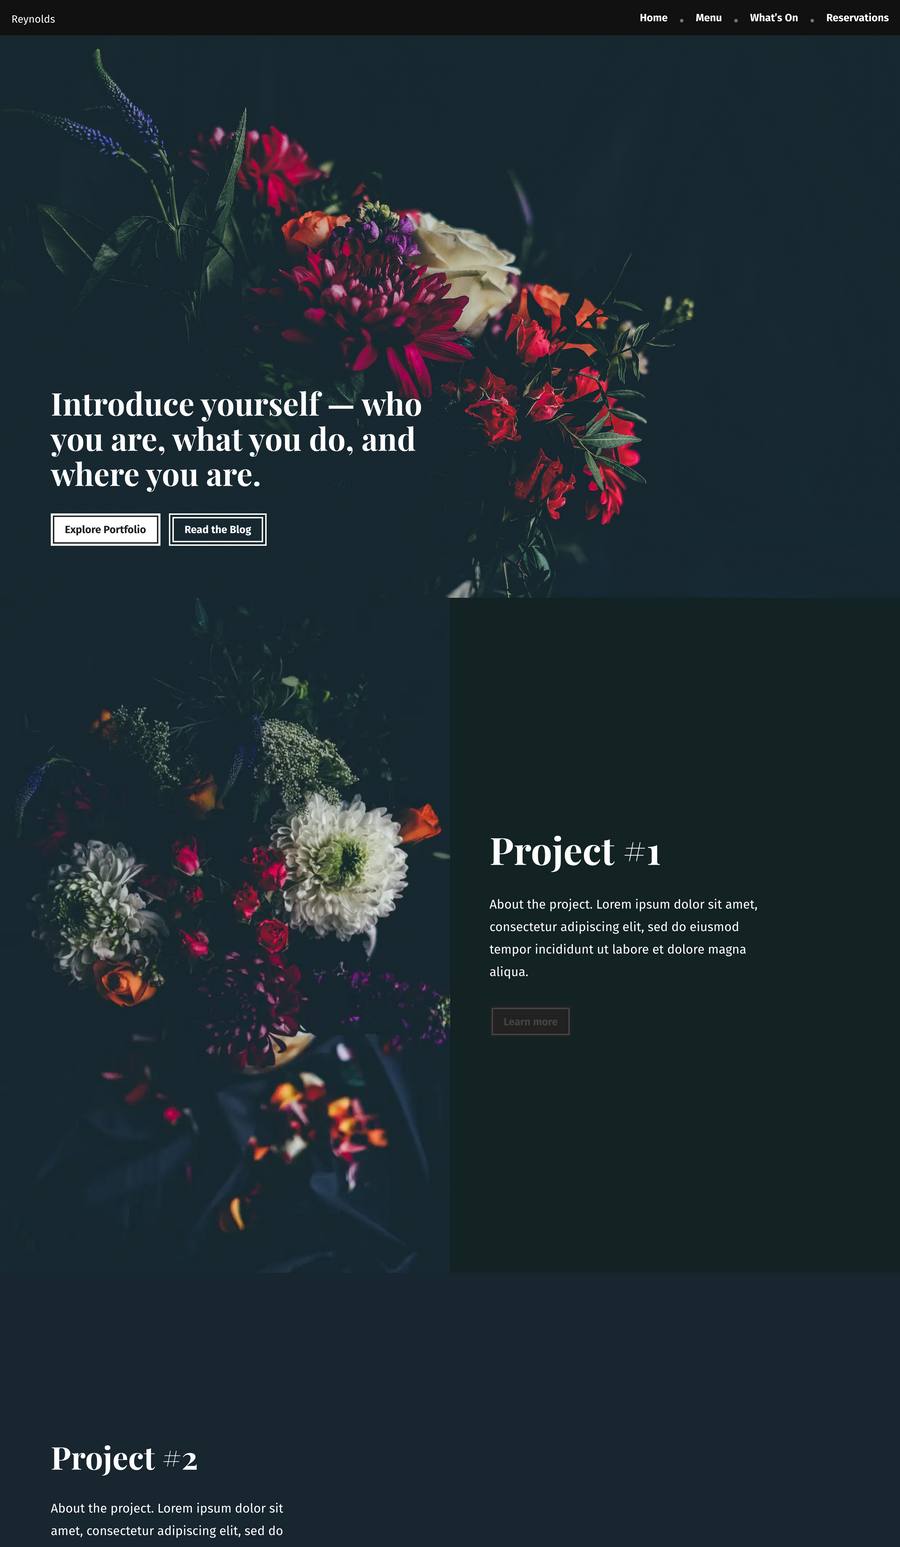 Reynolds
Home • Menu • What's On • Reservations
Introduce yourself — who
you are, what you do, and
where you are.
Explore Portfolio
Read the Blog
Project #1
About the project. Lorem ipsum dolor sit amet,
consectetur adipiscing elit, sed do eiusmod
tempor incididunt ut labore et dolore magna
aliqua.
Learn more
Project #2
About the project. Lorem ipsum dolor sit
amet, consectetur adipiscing elit, sed do